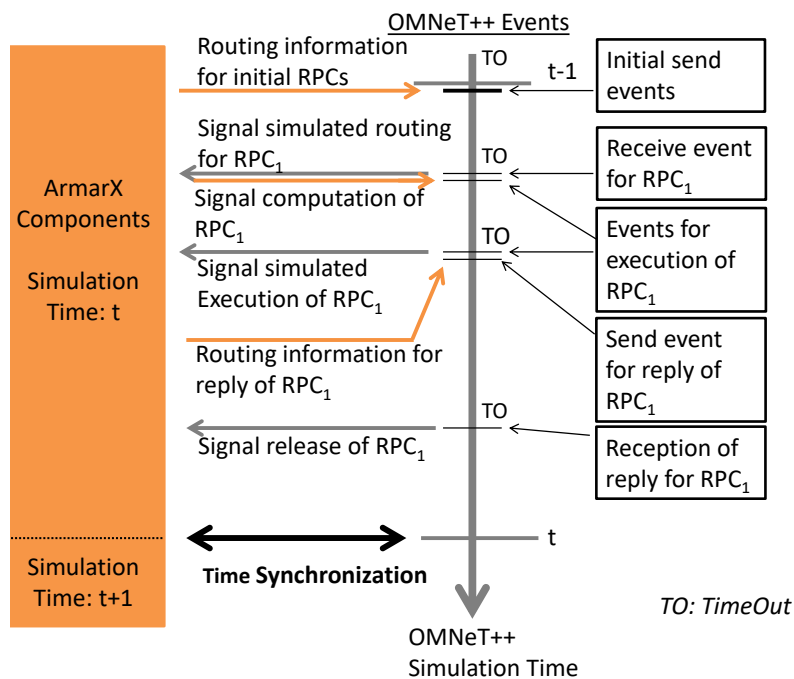 OMNeT++ Events
Routing information
for initial RPCs
TO
t-1
Initial send
events
Signal simulated routing
for RPC₁
TO
Receive event
for RPC₁
ArmarX
Components
Simulation
Time: t
Signal computation of
RPC₁
TO
Events for
execution of
RPC₁
Signal simulated
Execution of RPC₁
Send event
for reply of
RPC₁
Routing information for
reply of RPC₁
TO
Signal release of RPC₁
Reception of
reply for RPC₁
t
Simulation
Time: t+1
Time Synchronization
TO: TimeOut
OMNeT++
Simulation Time